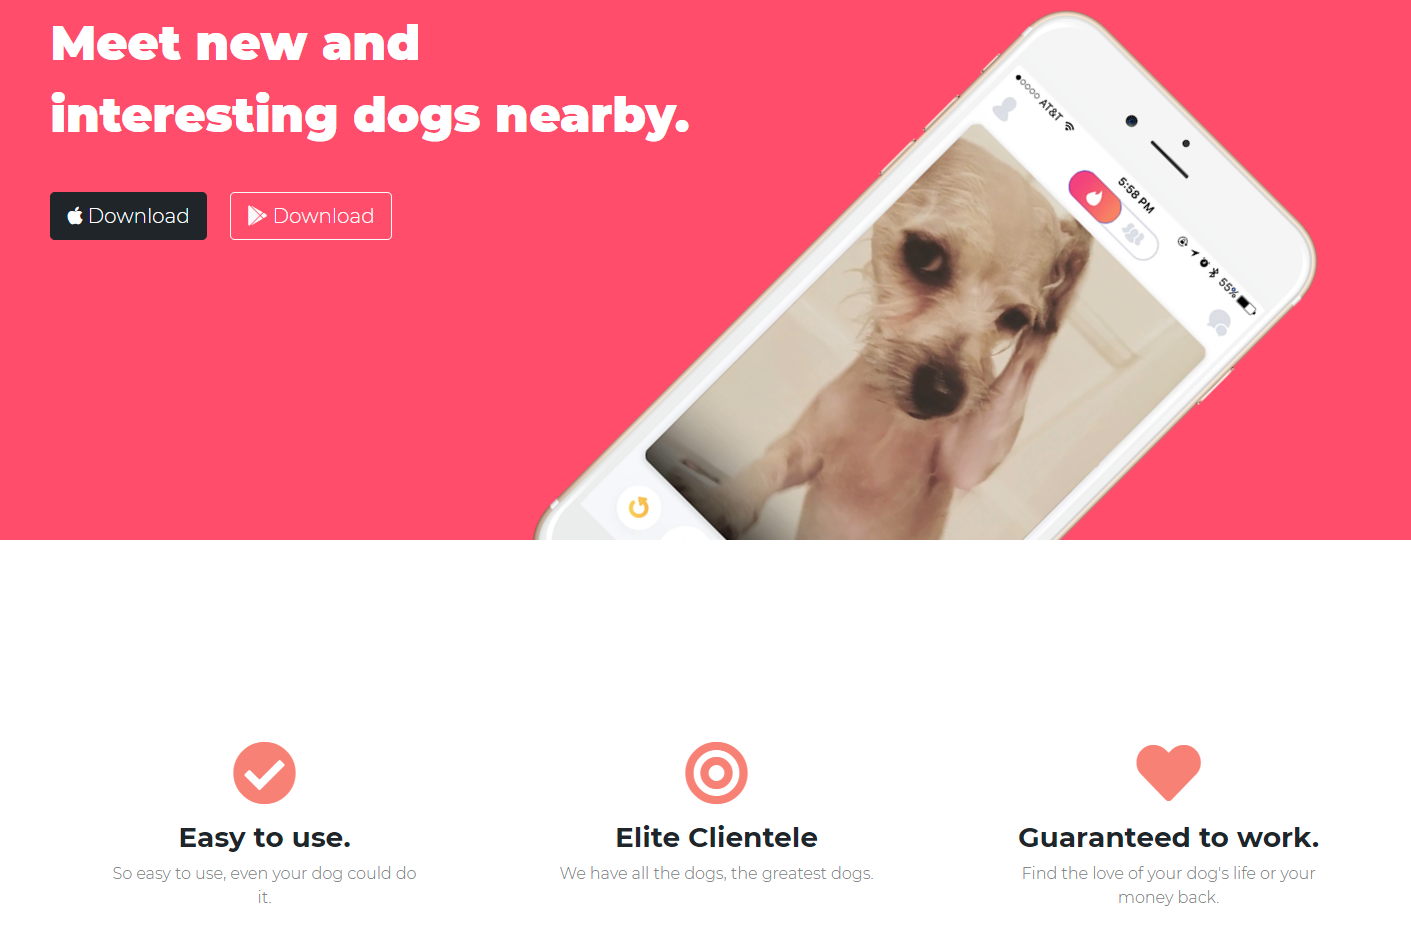 Meet new and
interesting dogs nearby.
Download
Download
AT&T
5:58 PM
55%
Easy to use.
So easy to use, even your dog could do
it.
Elite Clientele
We have all the dogs, the greatest dogs.
Guaranteed to work.
Find the love of your dog's life or your
money back.